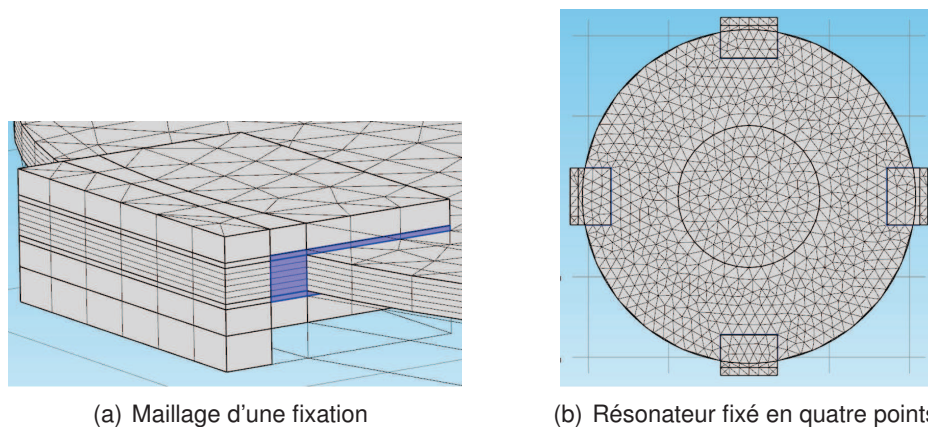 (a) Maillage d'une fixation
(b) Résonateur fixé en quatre points